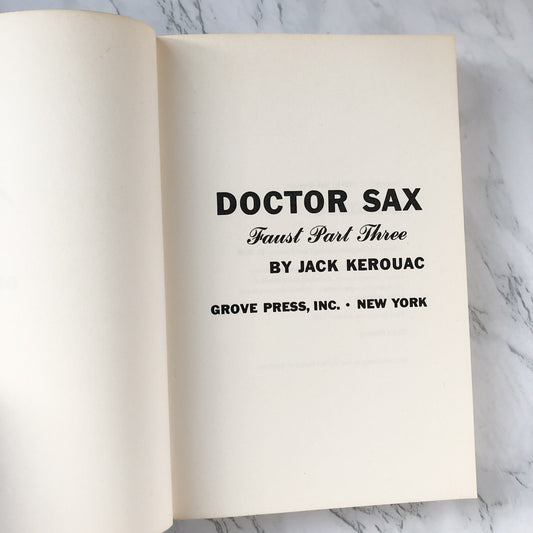 DOCTOR SAX
Faust Part Three
BY JACK KEROUAC
GROVE PRESS, INC. • NEW YORK